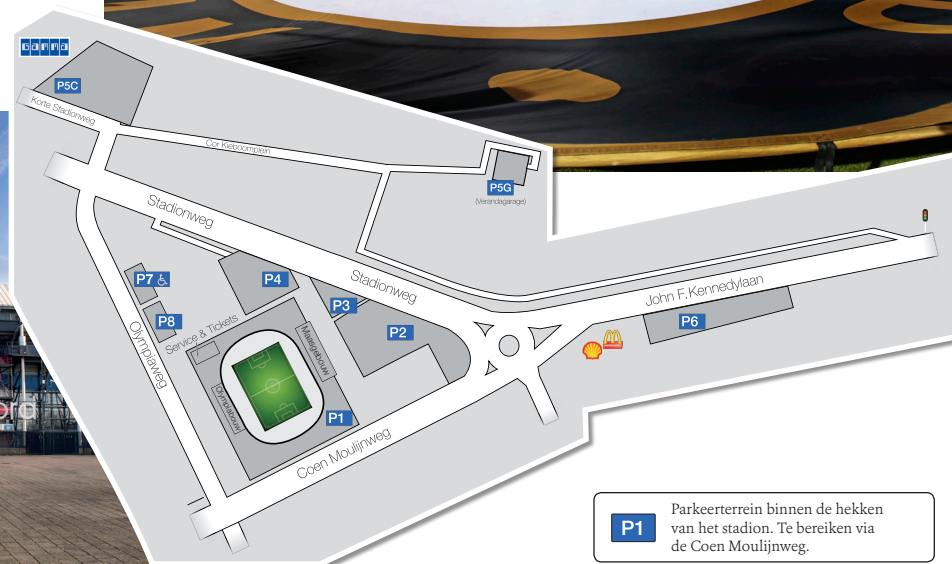 GAMMA
P5C
Korte Stadionweg
Cor Kieboomplein
P5G
(Verandagarage)
Stadionweg
P7
P4
Stadionweg
John F.Kennedylaan
P3
P8
P2
P6
Service & Tickets
Maasgebouw
Olympiaweg
Olympiabouw
P1
Coen Moulijnweg
P1
Parkeerterrein binnen de hekken
van het stadion. Te bereiken via
de Coen Moulijnweg.